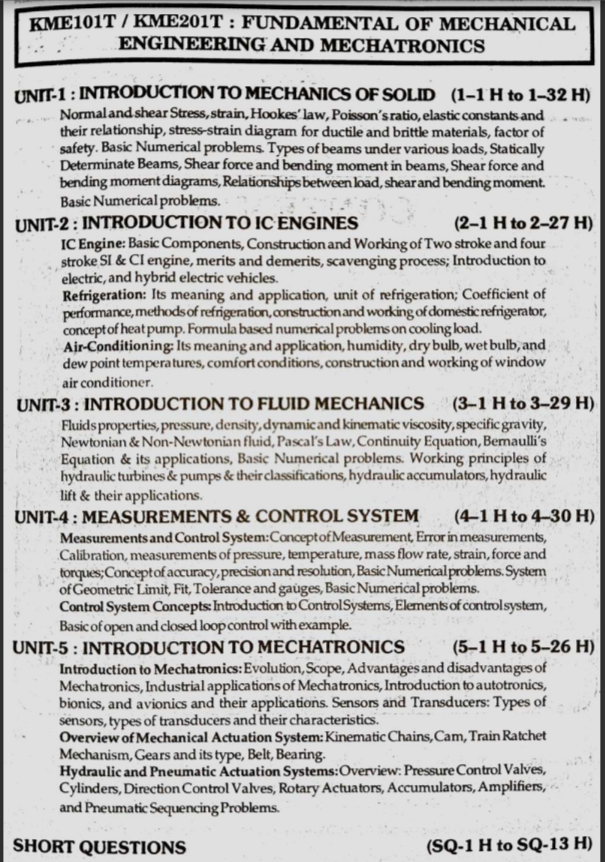 KME101T / KME201T : FUNDAMENTAL OF MECHANICAL
ENGINEERING AND MECHATRONICS
UNIT-1 : INTRODUCTION TO MECHANICS OF SOLID (1–1 H to 1–32 H)
Normal and shear Stress, strain, Hookes' law, Poisson's ratio, elastic constants and
their relationship, stress-strain diagram for ductile and brittle materials, factor of
safety. Basic Numerical problems. Types of beams under various loads, Statically
Determinate Beams, Shear force and bending moment in beams, Shear force and
bending moment diagrams, Relationships between load, shear and bending moment.
Basic Numerical problems.
UNIT-2 : INTRODUCTION TO IC ENGINES (2–1 H to 2–27 H)
IC Engine: Basic Components, Construction and Working of Two stroke and four
stroke SI & CI engine, merits and demerits, scavenging process; Introduction to
electric, and hybrid electric vehicles.
Refrigeration: Its meaning and application, unit of refrigeration; Coefficient of
performance, methods of refrigeration, construction and working of domestic refrigerator,
concept of heat pump. Formula based numerical problems on cooling load.
Air-Conditioning: Its meaning and application, humidity, dry bulb, wet bulb, and
dew point temperatures, comfort conditions, construction and working of window
air conditioner.
UNIT-3 : INTRODUCTION TO FLUID MECHANICS (3–1 H to 3–29 H)
Fluids properties, pressure, density, dynamic and kinematic viscosity, specific gravity,
Newtonian & Non-Newtonian fluid, Pascal's Law, Continuity Equation, Bernaulli's
Equation & its applications, Basic Numerical problems. Working principles of
hydraulic turbines & pumps & their classifications, hydraulic accumulators, hydraulic
lift & their applications.
UNIT-4 : MEASUREMENTS & CONTROL SYSTEM (4–1 H to 4–30 H)
Measurements and Control System: Concept of Measurement, Error in measurements,
Calibration, measurements of pressure, temperature, mass flow rate, strain, force and
torques; Concept of accuracy, precision and resolution, Basic Numerical problems. System
of Geometric Limit, Fit, Tolerance and gauges, Basic Numerical problems.
Control System Concepts: Introduction to Control Systems, Elements of control system,
Basic of open and closed loop control with example.
UNIT-5 : INTRODUCTION TO MECHATRONICS (5–1 H to 5–26 H)
Introduction to Mechatronics: Evolution, Scope, Advantages and disadvantages of
Mechatronics, Industrial applications of Mechatronics, Introduction to autotronics,
bionics, and avionics and their applications. Sensors and Transducers: Types of
sensors, types of transducers and their characteristics.
Overview of Mechanical Actuation System: Kinematic Chains, Cam, Train Ratchet
Mechanism, Gears and its type, Belt, Bearing.
Hydraulic and Pneumatic Actuation Systems: Overview: Pressure Control Valves,
Cylinders, Direction Control Valves, Rotary Actuators, Accumulators, Amplifiers,
and Pneumatic Sequencing Problems.
SHORT QUESTIONS (SQ-1 H to SQ-13 H)